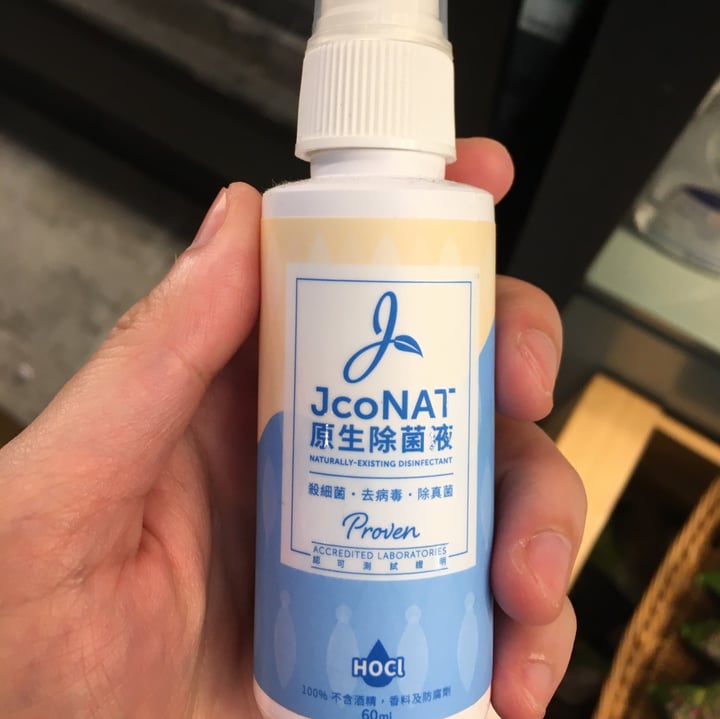 JcoNAT
原生除菌液
NATURALLY-EXISTING DISINFECTANT
殺細菌・去病毒・除真菌
Proven
ACCREDITED LABORATORIES
認可測試證明
HOCl
100% 不含酒精，香料及防腐劑
60ml